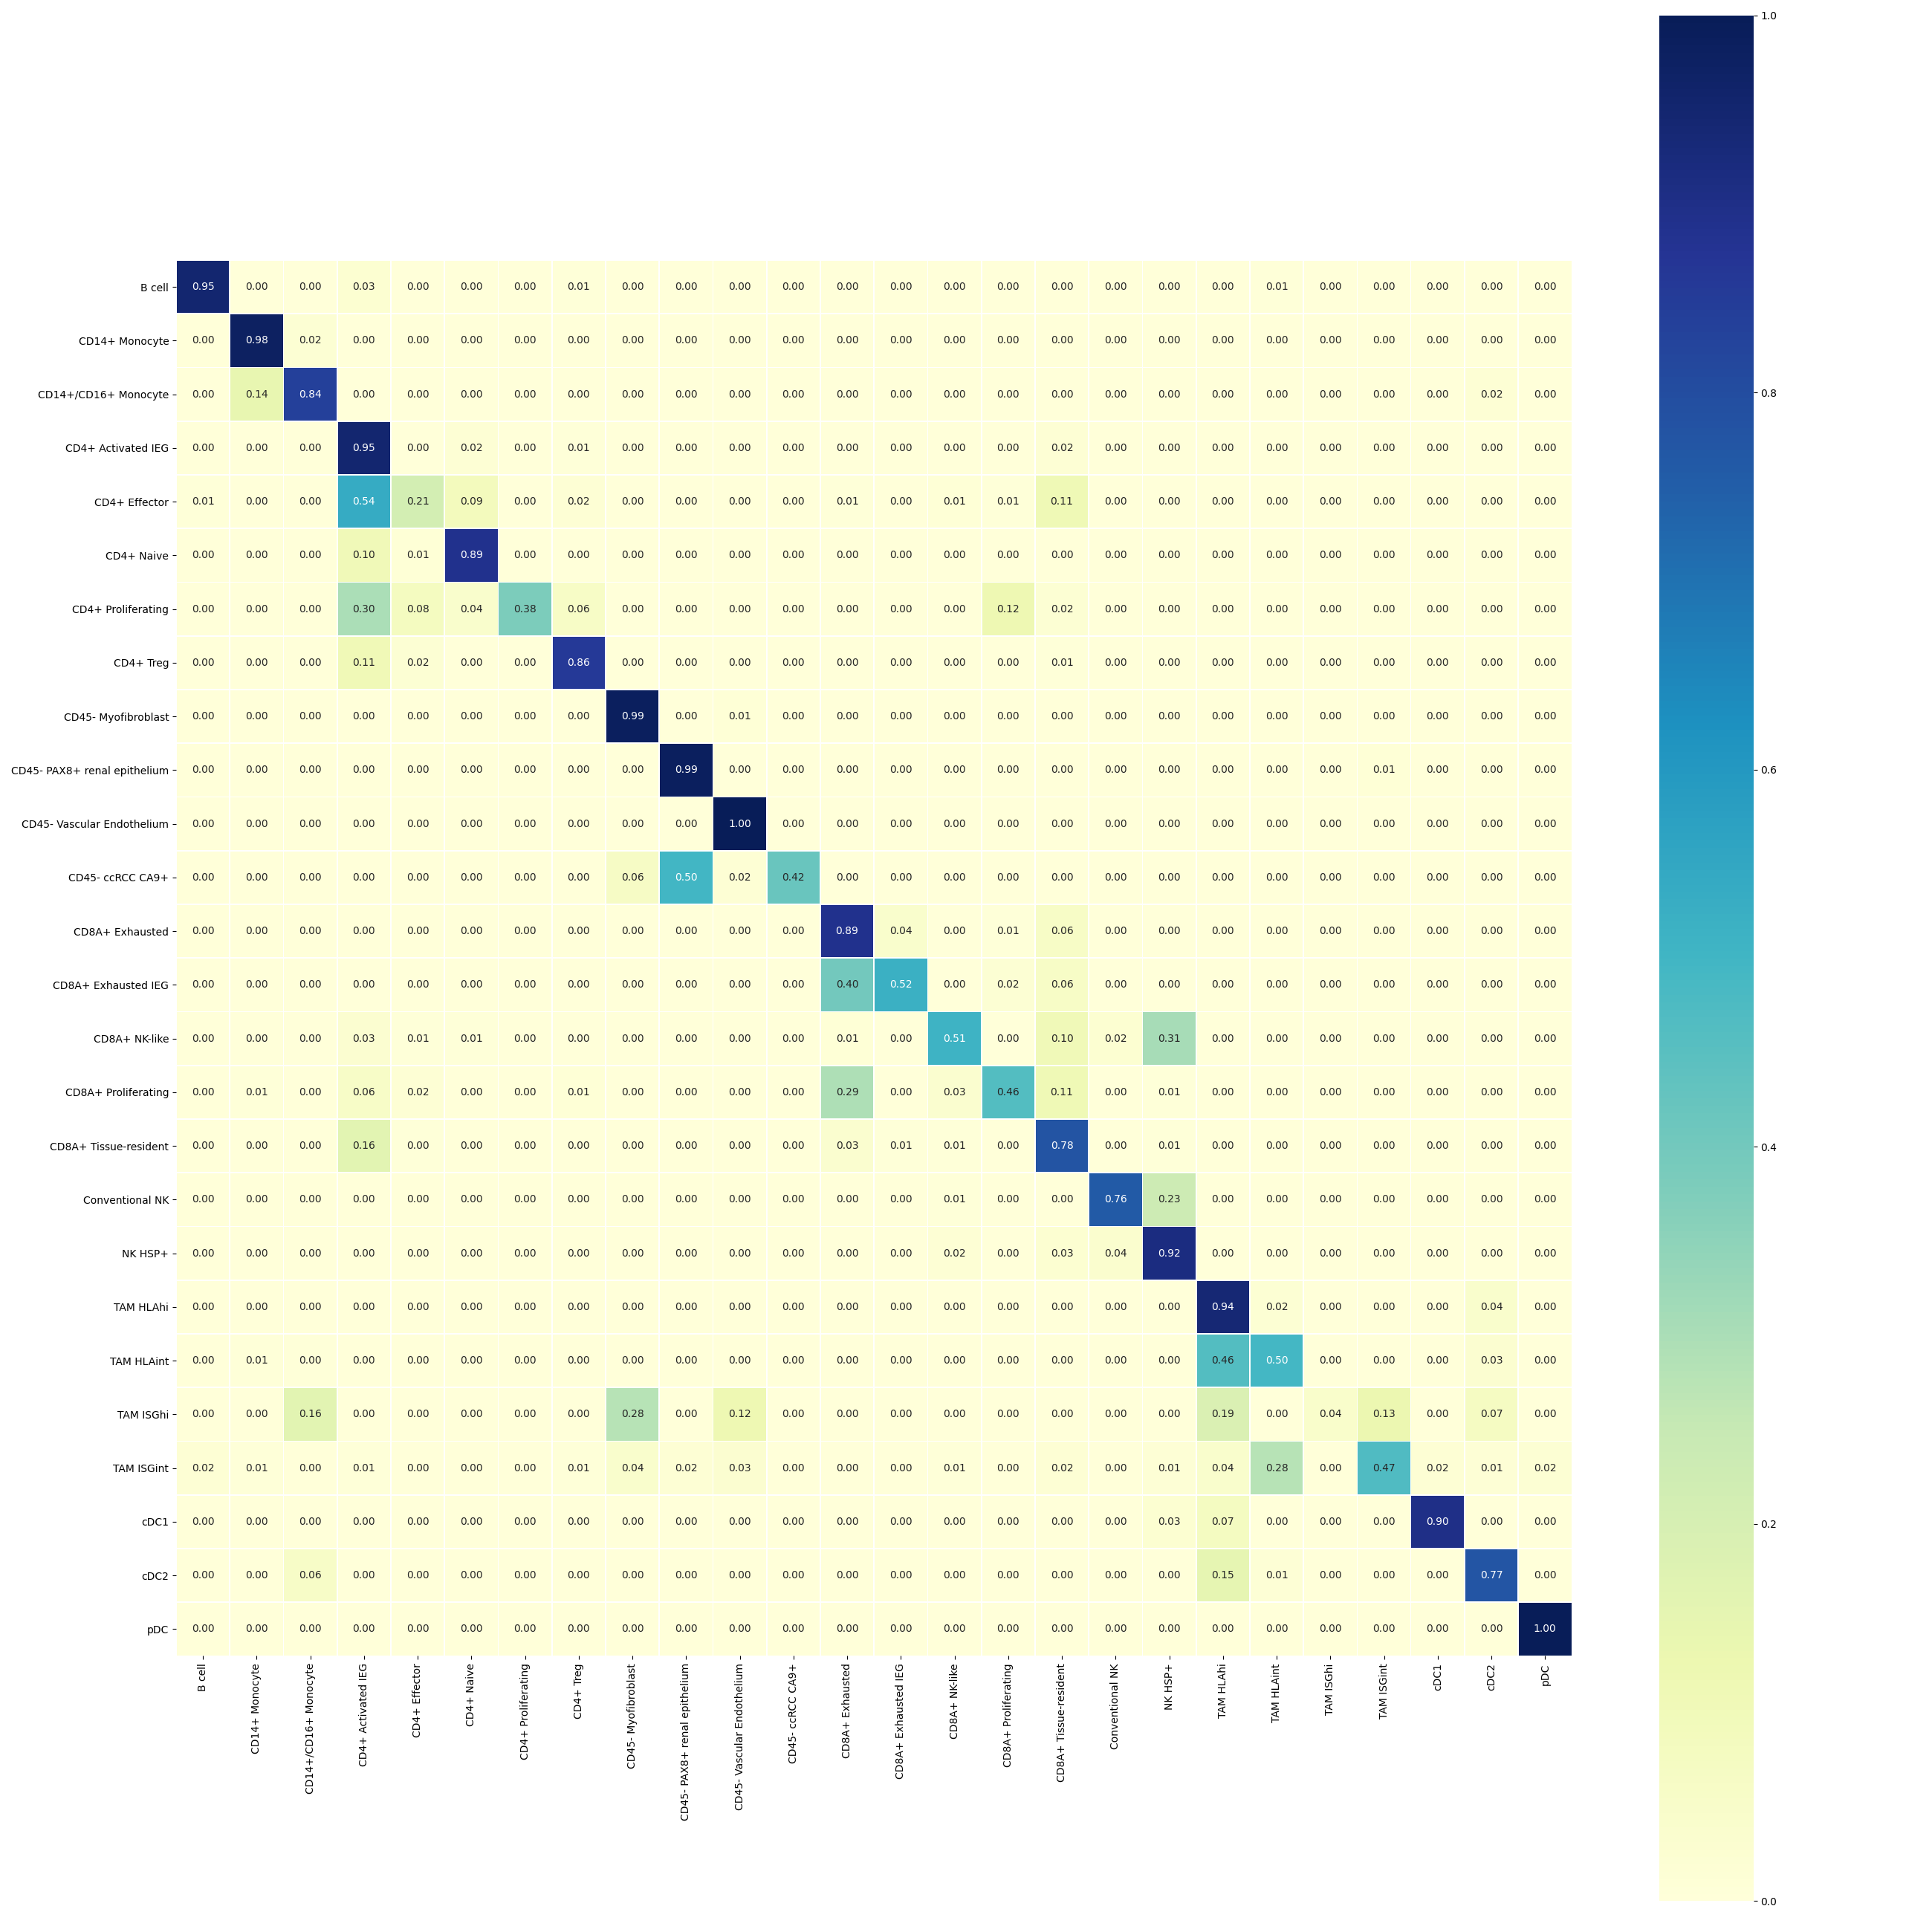 B cell 0.95 0.00 0.00 0.03 0.00 0.00 0.00 0.01 0.00 0.00 0.00 0.00 0.00 0.00 0.00 0.00 0.00 0.00 0.00 0.00 0.01 0.00 0.00 0.00 0.00 0.00
CD14+ Monocyte 0.00 0.98 0.02 0.00 0.00 0.00 0.00 0.00 0.00 0.00 0.00 0.00 0.00 0.00 0.00 0.00 0.00 0.00 0.00 0.00 0.00 0.00 0.00 0.00 0.00 0.00
CD14+/CD16+ Monocyte 0.00 0.14 0.84 0.00 0.00 0.00 0.00 0.00 0.00 0.00 0.00 0.00 0.00 0.00 0.00 0.00 0.00 0.00 0.00 0.00 0.00 0.00 0.00 0.00 0.02 0.00
CD4+ Activated IEG 0.00 0.00 0.00 0.95 0.00 0.02 0.00 0.01 0.00 0.00 0.00 0.00 0.00 0.00 0.00 0.00 0.02 0.00 0.00 0.00 0.00 0.00 0.00 0.00 0.00 0.00
CD4+ Effector 0.01 0.00 0.00 0.54 0.21 0.09 0.00 0.02 0.00 0.00 0.00 0.00 0.01 0.00 0.01 0.01 0.11 0.00 0.00 0.00 0.00 0.00 0.00 0.00 0.00 0.00
CD4+ Naive 0.00 0.00 0.00 0.10 0.01 0.89 0.00 0.00 0.00 0.00 0.00 0.00 0.00 0.00 0.00 0.00 0.00 0.00 0.00 0.00 0.00 0.00 0.00 0.00 0.00 0.00
CD4+ Proliferating 0.00 0.00 0.00 0.30 0.08 0.04 0.38 0.06 0.00 0.00 0.00 0.00 0.00 0.00 0.00 0.12 0.02 0.00 0.00 0.00 0.00 0.00 0.00 0.00 0.00 0.00
CD4+ Treg 0.00 0.00 0.00 0.11 0.02 0.00 0.00 0.86 0.00 0.00 0.00 0.00 0.00 0.00 0.00 0.00 0.01 0.00 0.00 0.00 0.00 0.00 0.00 0.00 0.00 0.00
CD45- Myofibroblast 0.00 0.00 0.00 0.00 0.00 0.00 0.00 0.00 0.99 0.00 0.01 0.00 0.00 0.00 0.00 0.00 0.00 0.00 0.00 0.00 0.00 0.00 0.00 0.00 0.00 0.00
CD45- PAX8+ renal epithelium 0.00 0.00 0.00 0.00 0.00 0.00 0.00 0.00 0.00 0.99 0.00 0.00 0.00 0.00 0.00 0.00 0.00 0.00 0.00 0.00 0.00 0.00 0.01 0.00 0.00 0.00
CD45- Vascular Endothelium 0.00 0.00 0.00 0.00 0.00 0.00 0.00 0.00 0.00 0.00 1.00 0.00 0.00 0.00 0.00 0.00 0.00 0.00 0.00 0.00 0.00 0.00 0.00 0.00 0.00 0.00
CD45- ccRCC CA9+ 0.00 0.00 0.00 0.00 0.00 0.00 0.00 0.00 0.06 0.50 0.02 0.42 0.00 0.00 0.00 0.00 0.00 0.00 0.00 0.00 0.00 0.00 0.00 0.00 0.00 0.00
CD8A+ Exhausted 0.00 0.00 0.00 0.00 0.00 0.00 0.00 0.00 0.00 0.00 0.00 0.00 0.89 0.04 0.00 0.01 0.06 0.00 0.00 0.00 0.00 0.00 0.00 0.00 0.00 0.00
CD8A+ Exhausted IEG 0.00 0.00 0.00 0.00 0.00 0.00 0.00 0.00 0.00 0.00 0.00 0.00 0.40 0.52 0.00 0.02 0.06 0.00 0.00 0.00 0.00 0.00 0.00 0.00 0.00 0.00
CD8A+ NK-like 0.00 0.00 0.00 0.03 0.01 0.01 0.00 0.00 0.00 0.00 0.00 0.00 0.01 0.00 0.51 0.00 0.10 0.02 0.31 0.00 0.00 0.00 0.00 0.00 0.00 0.00
CD8A+ Proliferating 0.00 0.01 0.00 0.06 0.02 0.00 0.00 0.01 0.00 0.00 0.00 0.00 0.29 0.00 0.03 0.46 0.11 0.00 0.01 0.00 0.00 0.00 0.00 0.00 0.00 0.00
CD8A+ Tissue-resident 0.00 0.00 0.00 0.16 0.00 0.00 0.00 0.00 0.00 0.00 0.00 0.00 0.03 0.01 0.01 0.00 0.78 0.00 0.01 0.00 0.00 0.00 0.00 0.00 0.00 0.00
Conventional NK 0.00 0.00 0.00 0.00 0.00 0.00 0.00 0.00 0.00 0.00 0.00 0.00 0.00 0.00 0.01 0.00 0.00 0.76 0.23 0.00 0.00 0.00 0.00 0.00 0.00 0.00
NK HSP+ 0.00 0.00 0.00 0.00 0.00 0.00 0.00 0.00 0.00 0.00 0.00 0.00 0.00 0.00 0.02 0.00 0.03 0.04 0.92 0.00 0.00 0.00 0.00 0.00 0.00 0.00
TAM HLAhi 0.00 0.00 0.00 0.00 0.00 0.00 0.00 0.00 0.00 0.00 0.00 0.00 0.00 0.00 0.00 0.00 0.00 0.00 0.00 0.94 0.02 0.00 0.00 0.00 0.04 0.00
TAM HLAint 0.00 0.01 0.00 0.00 0.00 0.00 0.00 0.00 0.00 0.00 0.00 0.00 0.00 0.00 0.00 0.00 0.00 0.00 0.00 0.46 0.50 0.00 0.00 0.00 0.03 0.00
TAM ISGhi 0.00 0.00 0.16 0.00 0.00 0.00 0.00 0.00 0.28 0.00 0.12 0.00 0.00 0.00 0.00 0.00 0.00 0.00 0.00 0.19 0.00 0.04 0.13 0.00 0.07 0.00
TAM ISGint 0.02 0.01 0.00 0.01 0.00 0.00 0.00 0.01 0.04 0.02 0.03 0.00 0.00 0.00 0.01 0.00 0.02 0.00 0.01 0.04 0.28 0.00 0.47 0.02 0.01 0.02
cDC1 0.00 0.00 0.00 0.00 0.00 0.00 0.00 0.00 0.00 0.00 0.00 0.00 0.00 0.00 0.00 0.00 0.00 0.00 0.03 0.07 0.00 0.00 0.00 0.90 0.00 0.00
cDC2 0.00 0.00 0.06 0.00 0.00 0.00 0.00 0.00 0.00 0.00 0.00 0.00 0.00 0.00 0.00 0.00 0.00 0.00 0.00 0.15 0.01 0.00 0.00 0.00 0.77 0.00
pDC 0.00 0.00 0.00 0.00 0.00 0.00 0.00 0.00 0.00 0.00 0.00 0.00 0.00 0.00 0.00 0.00 0.00 0.00 0.00 0.00 0.00 0.00 0.00 0.00 0.00 1.00
B cell
CD14+ Monocyte
CD14+/CD16+ Monocyte
CD4+ Activated IEG
CD4+ Effector
CD4+ Naive
CD4+ Proliferating
CD4+ Treg
CD45- Myofibroblast
CD45- PAX8+ renal epithelium
CD45- Vascular Endothelium
CD45- ccRCC CA9+
CD8A+ Exhausted
CD8A+ Exhausted IEG
CD8A+ NK-like
CD8A+ Proliferating
CD8A+ Tissue-resident
Conventional NK
NK HSP+
TAM HLAhi
TAM HLAint
TAM ISGhi
TAM ISGint
cDC1
cDC2
pDC
1.0
0.8
0.6
0.4
0.2
0.0